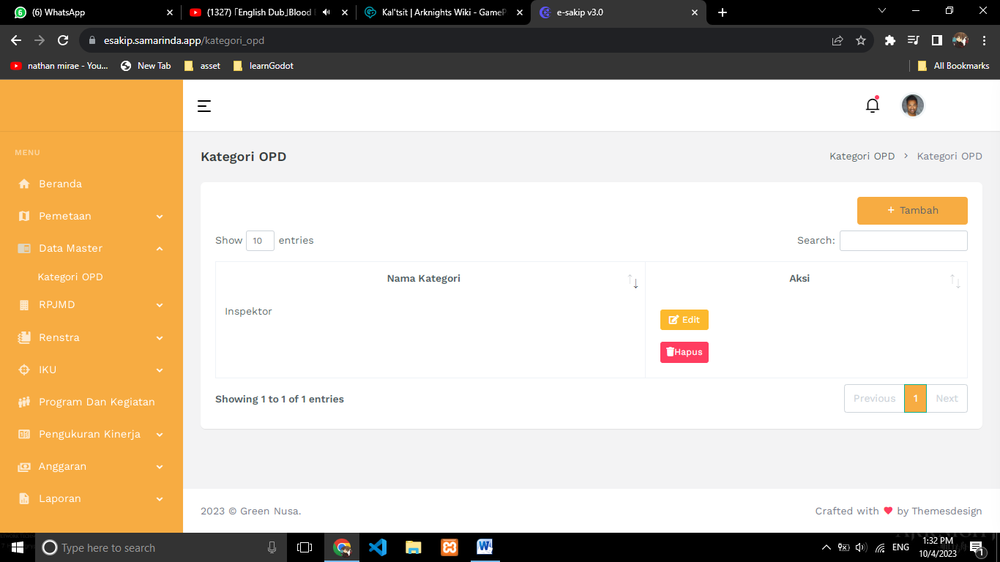 (6) WhatsApp
(1327) 「English Dub」Blood
Kal'tsit | Arknights Wiki - GameP
e-sakip v3.0
esakip.samarinda.app/kategori_opd
nathan mirae - You...
New Tab
asset
learnGodot
All Bookmarks
MENU
Beranda
Pemetaan
Data Master
Kategori OPD
RPJMD
Renstra
IKU
Program Dan Kegiatan
Pengukuran Kinerja
Anggaran
Laporan
Kategori OPD
Kategori OPD > Kategori OPD
+ Tambah
Show 10 entries
Search:
Nama Kategori
Aksi
Inspektor
Edit
Hapus
Showing 1 to 1 of 1 entries
Previous 1 Next
2023 © Green Nusa.
Crafted with ♥ by Themesdesign
Type here to search
ENG
1:32 PM
10/4/2023
1